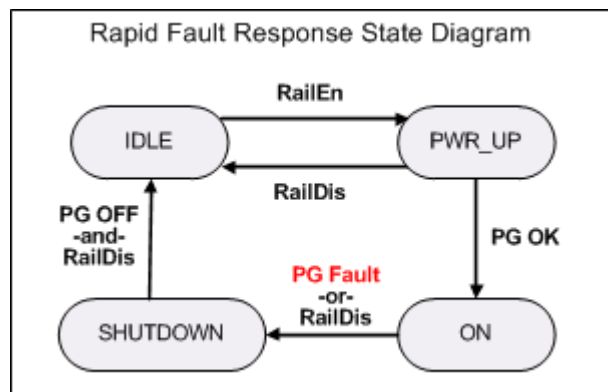 Rapid Fault Response State Diagram
RailEn
IDLE
PWR_UP
RailDis
PG OFF
-and-
RailDis
PG OK
PG Fault
-or-
RailDis
SHUTDOWN
ON